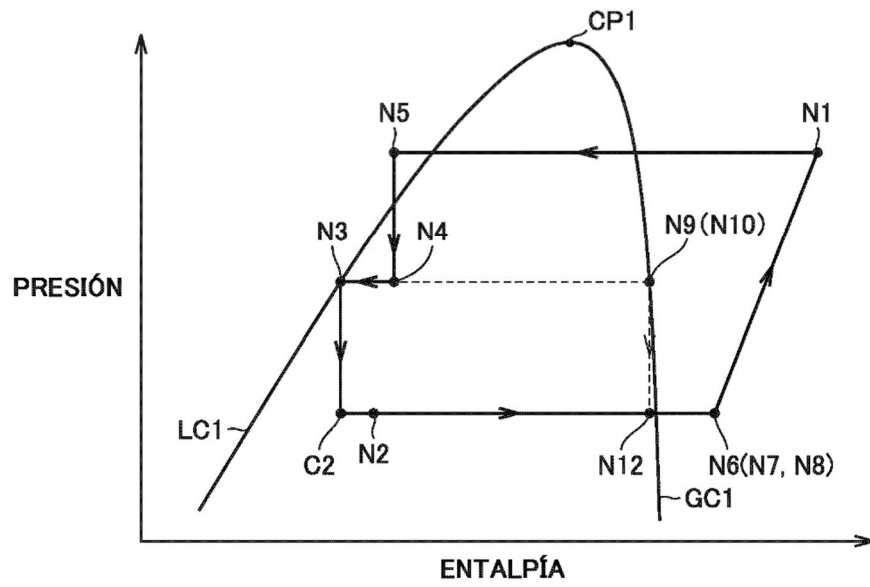 CP1
N5
N1
N3
N4
N9(N10)
PRESIÓN
LC1
C2
N2
N12
N6(N7, N8)
GC1
ENTALPÍA